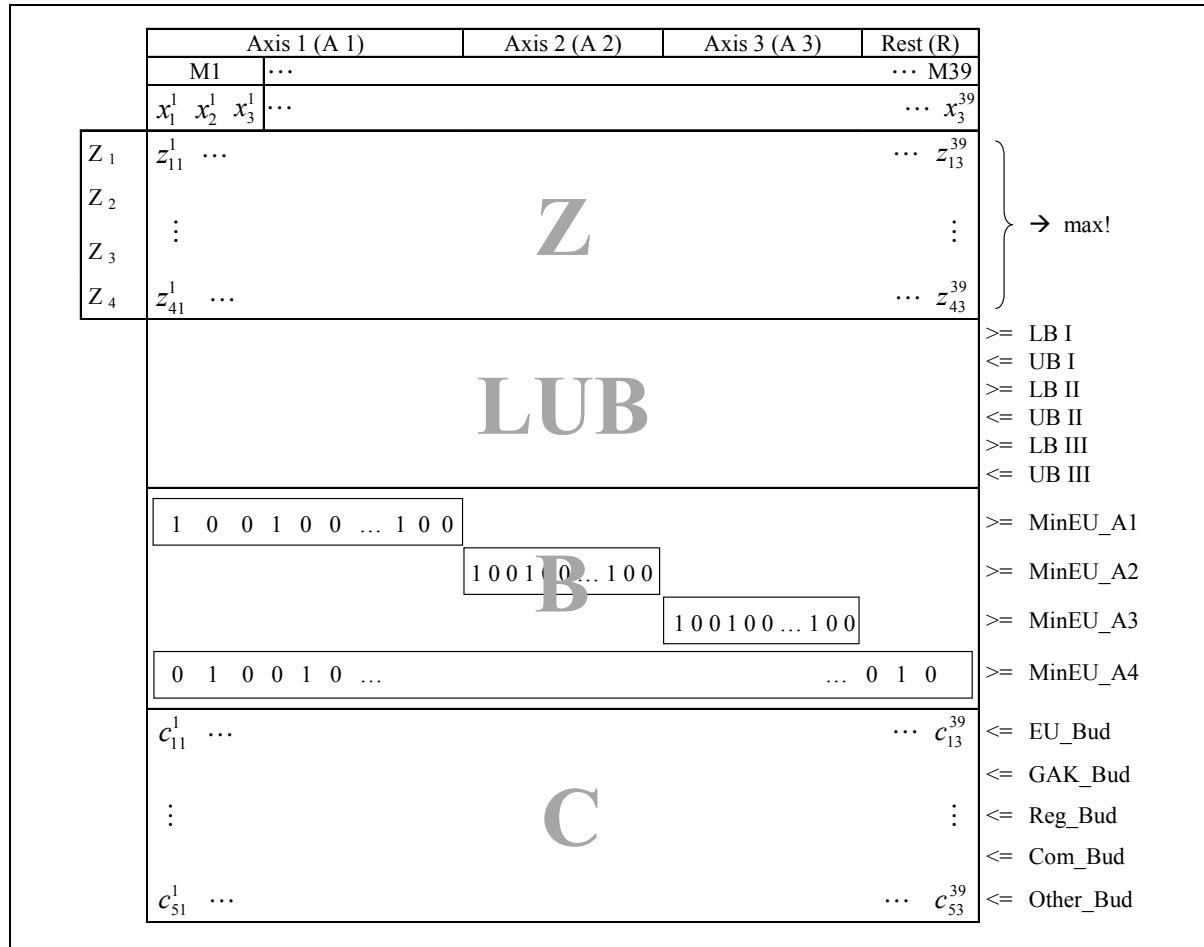 Axis 1 (A 1) Axis 2 (A 2) Axis 3 (A 3) Rest (R)
M1 ⋯ ⋯ M39
x₁¹ x₂¹ x₃¹ ⋯ ⋯ x₃³⁹
Z ₁ z₁₁¹ ⋯ ⋯ z₁₃³⁹
Z ₂
⋮ Z ⋮ → max!
Z ₃
Z ₄ z₄₁¹ ⋯ ⋯ z₄₃³⁹
>= LB I
<= UB I
>= LB II
LUB
<= UB II
>= LB III
<= UB III
1 0 0 1 0 0 … 1 0 0 >= MinEU_A1
1 0 0 1 0 0 … 1 0 0 >= MinEU_A2
B
1 0 0 1 0 0 … 1 0 0 >= MinEU_A3
0 1 0 0 1 0 … … 0 1 0 >= MinEU_A4
c₁₁¹ ⋯ ⋯ c₁₃³⁹ <= EU_Bud
<= GAK_Bud
⋮ C ⋮ <= Reg_Bud
<= Com_Bud
c₅₁¹ ⋯ ⋯ c₅₃³⁹ <= Other_Bud